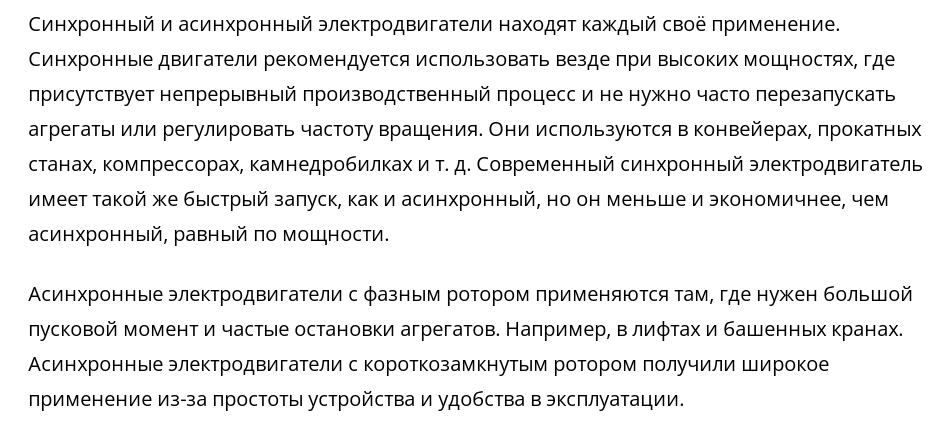 Синхронный и асинхронный электродвигатели находят каждый своё применение.
Синхронные двигатели рекомендуется использовать везде при высоких мощностях, где
присутствует непрерывный производственный процесс и не нужно часто перезапускать
агрегаты или регулировать частоту вращения. Они используются в конвейерах, прокатных
станах, компрессорах, камнедробилках и т. д. Современный синхронный электродвигатель
имеет такой же быстрый запуск, как и асинхронный, но он меньше и экономичнее, чем
асинхронный, равный по мощности.
Асинхронные электродвигатели с фазным ротором применяются там, где нужен большой
пусковой момент и частые остановки агрегатов. Например, в лифтах и башенных кранах.
Асинхронные электродвигатели с короткозамкнутым ротором получили широкое
применение из-за простоты устройства и удобства в эксплуатации.